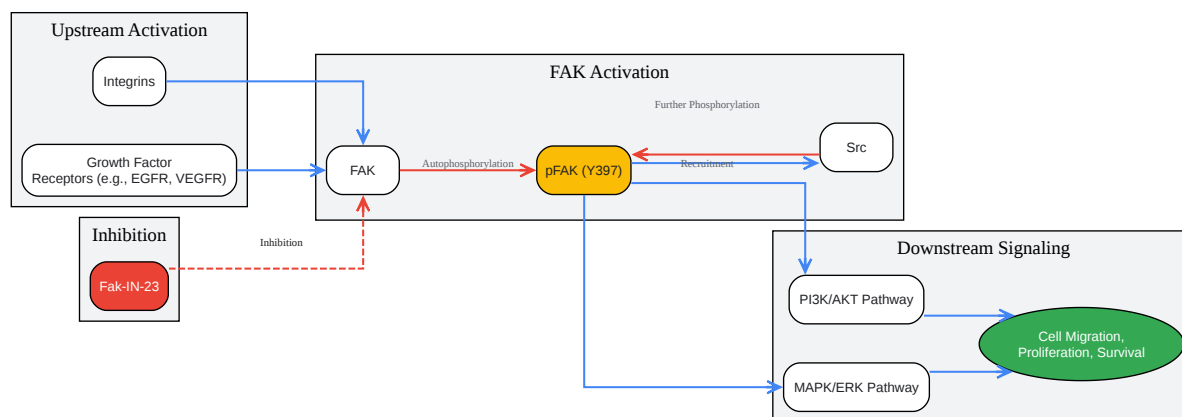 Upstream Activation
Integrins
Growth Factor
Receptors (e.g., EGFR, VEGFR)
Inhibition
Fak-IN-23
Inhibition
FAK Activation
Further Phosphorylation
FAK
Autophosphorylation
pFAK (Y397)
Recruitment
Src
Downstream Signaling
PI3K/AKT Pathway
MAPK/ERK Pathway
Cell Migration,
Proliferation, Survival